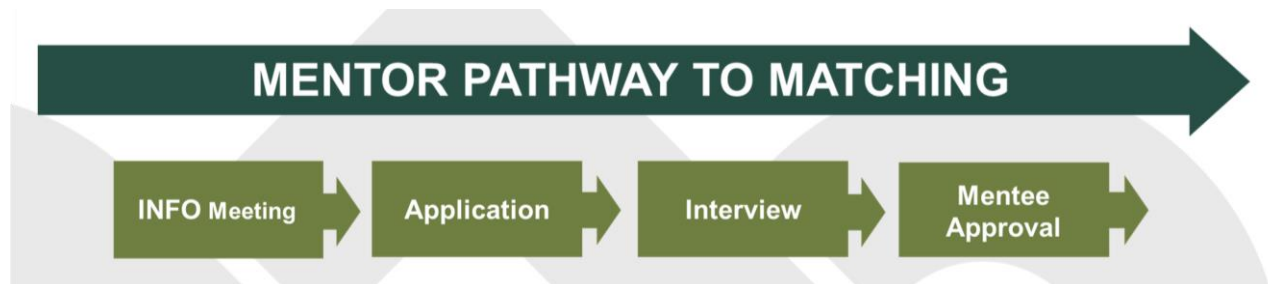 MENTOR PATHWAY TO MATCHING
INFO Meeting
Application
Interview
Mentee
Approval